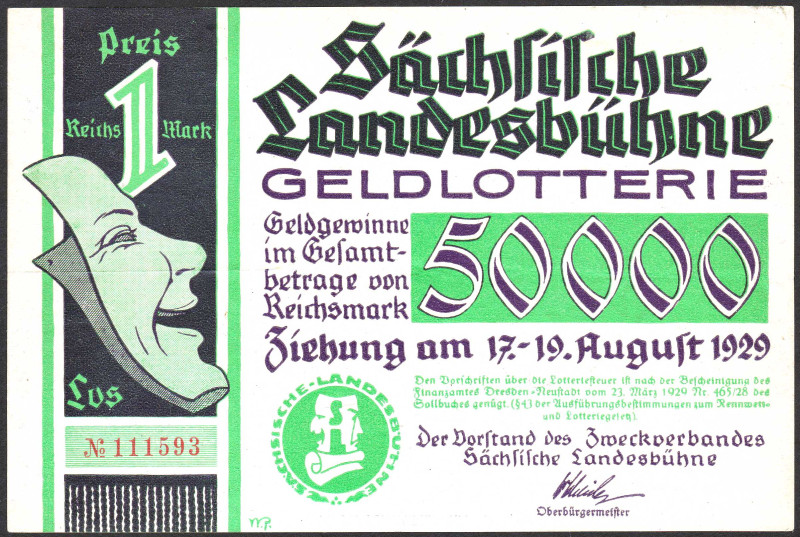 Preis
1
Reichs Mark
Los
№ 111593
Sächsische
Landesbühne
GELDLOTTERIE
Geldgewinne
im Gesamt-
betrage von
Reichsmark
50000
Ziehung am 17.-19. August 1929
Den Vorschriften über die Lotteriesteuer ist nach der Bescheinigung des
Finanzamtes Dresden-Neustadt vom 23. März 1929 Nr. 465/28 des
Sollbuches genügt. (§43 der Ausführungsbestimmungen zum Rennwett-
und Lotteriegesetz).
SÄCHSISCHE-LANDESBÜHNE
Der Vorstand des Zweckverbandes
Sächsische Landesbühne
Oberbürgermeister
W.P.